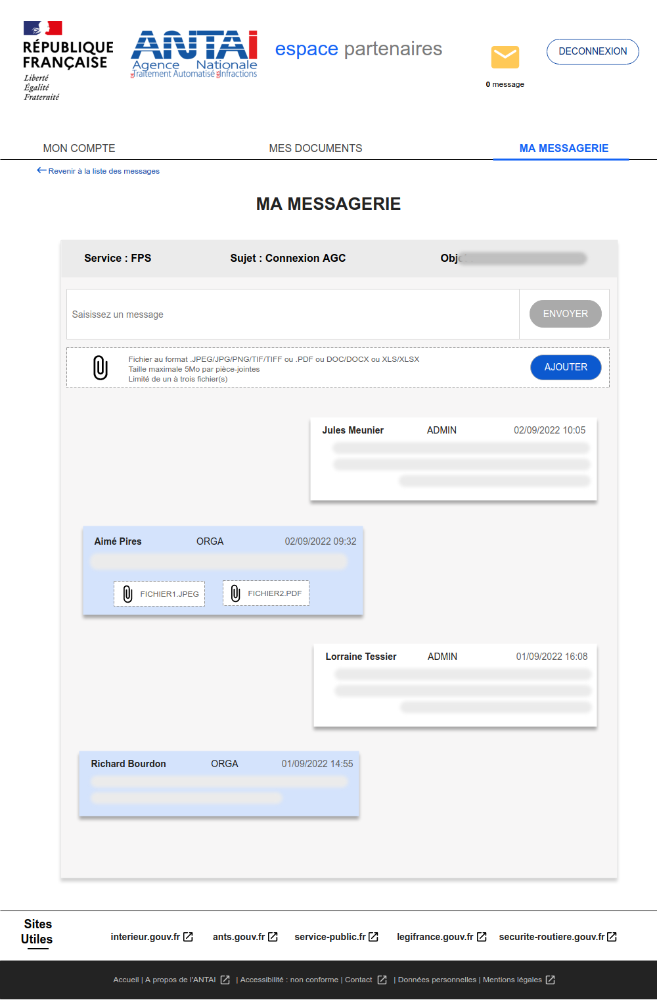 RÉPUBLIQUE
FRANÇAISE
Liberté
Égalité
Fraternité
ANTAI
Agence Nationale
de Traitement Automatisé des Infractions
espace partenaires
0 message
DECONNEXION
MON COMPTE
MES DOCUMENTS
MA MESSAGERIE
Revenir à la liste des messages
MA MESSAGERIE
Service : FPS
Sujet : Connexion AGC
Saisissez un message
ENVOYER
Fichier au format .JPEG/JPG/PNG/TIF/TIFF ou .PDF ou DOC/DOCX ou XLS/XLSX
Taille maximale 5Mo par pièce-jointes
Limité de un à trois fichier(s)
AJOUTER
Jules Meunier ADMIN 02/09/2022 10:05
Aimé Pires ORGA 02/09/2022 09:32
FICHIER1.JPEG
FICHIER2.PDF
Lorraine Tessier ADMIN 01/09/2022 16:08
Richard Bourdon ORGA 01/09/2022 14:55
Sites
Utiles
interieur.gouv.fr
ants.gouv.fr
service-public.fr
legifrance.gouv.fr
securite-routiere.gouv.fr
Accueil | A propos de l'ANTAI | Accessibilité : non conforme | Contact | Données personnelles | Mentions légales